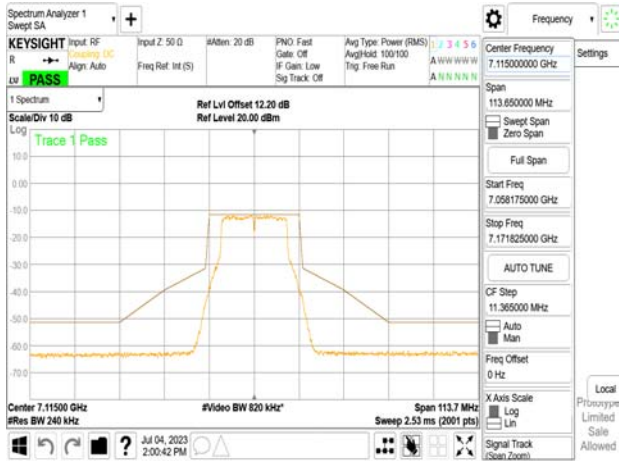 Spectrum Analyzer 1
Swept SA
+
Frequency
KEYSIGHT
R
LU
PASS
Input: RF
Coupling: DC
Align: Auto
Input Z: 50 Ω
Freq Ref: Int (S)
#Atten: 20 dB
PNO: Fast
Gate: Off
IF Gain: Low
Sig Track: Off
Avg Type: Power (RMS)
Avg|Hold: 100/100
Trig: Free Run
1 2 3 4 5 6
A W W W W W
A N N N N N
1 Spectrum
Scale/Div 10 dB
Ref Lvl Offset 12.20 dB
Ref Level 20.00 dBm
Log
Trace 1 Pass
10.0
0.00
-10.0
-20.0
-30.0
-40.0
-50.0
-60.0
-70.0
Center 7.11500 GHz
#Res BW 240 kHz
#Video BW 820 kHz*
Span 113.7 MHz
Sweep 2.53 ms (2001 pts)
Jul 04, 2023
2:00:42 PM
?
Center Frequency
7.115000000 GHz
Span
113.650000 MHz
Swept Span
Zero Span
Full Span
Start Freq
7.058175000 GHz
Stop Freq
7.171825000 GHz
AUTO TUNE
CF Step
11.365000 MHz
Auto
Man
Freq Offset
0 Hz
X Axis Scale
Log
Lin
Signal Track
(Span Zoom)
Settings
Local
Prototype
Limited
Sale
Allowed